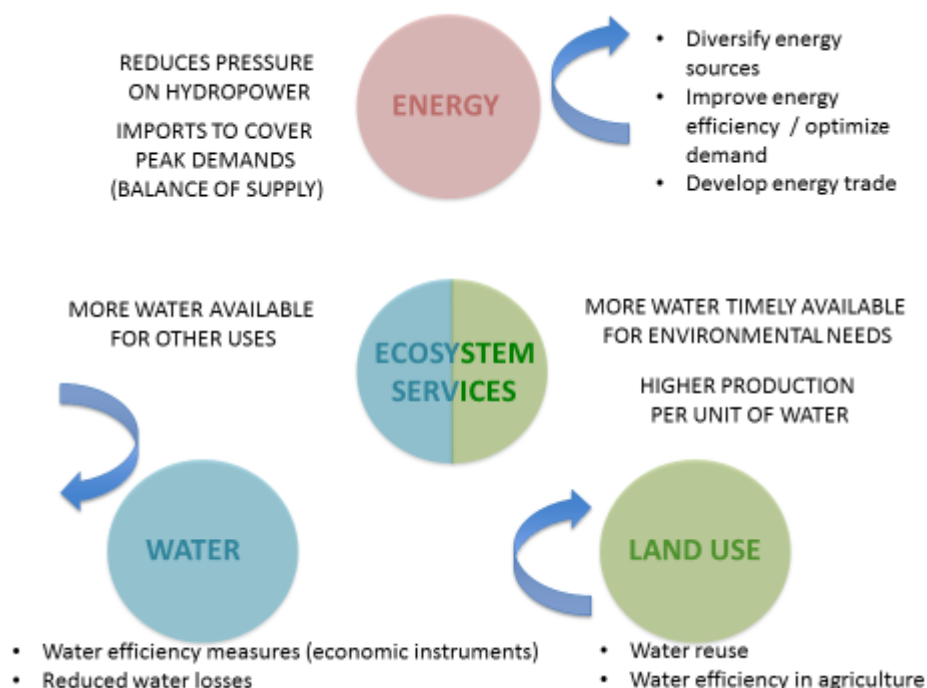 REDUCES PRESSURE
ON HYDROPOWER
IMPORTS TO COVER
PEAK DEMANDS
(BALANCE OF SUPPLY)
ENERGY
• Diversify energy
sources
• Improve energy
efficiency / optimize
demand
• Develop energy trade
MORE WATER AVAILABLE
FOR OTHER USES
ECOSYSTEM
SERVICES
MORE WATER TIMELY AVAILABLE
FOR ENVIRONMENTAL NEEDS
HIGHER PRODUCTION
PER UNIT OF WATER
WATER
• Water efficiency measures (economic instruments)
• Reduced water losses
LAND USE
• Water reuse
• Water efficiency in agriculture